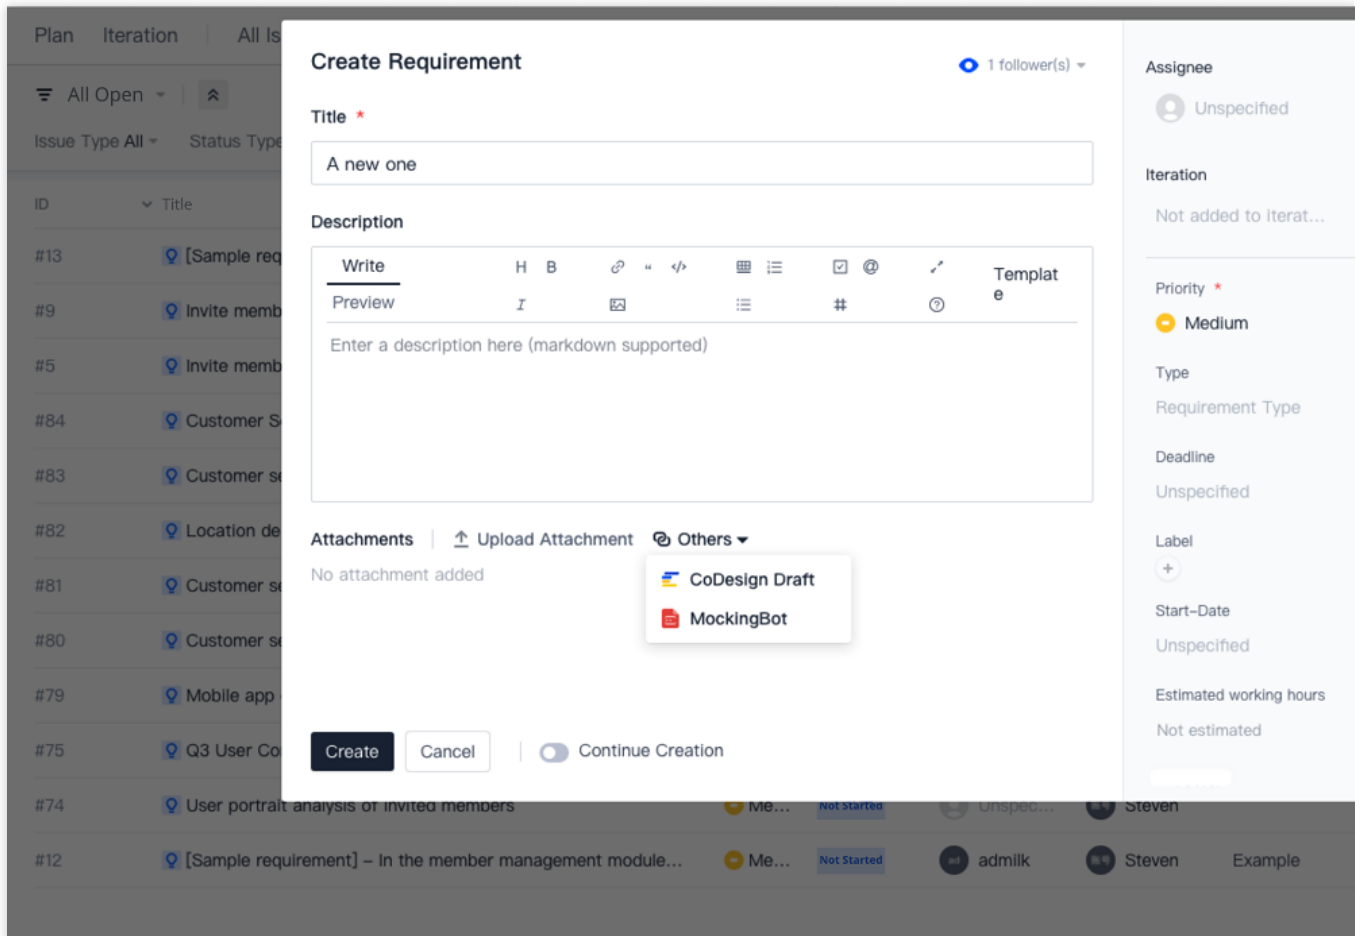 Plan Iteration All Is
Create Requirement
1 follower(s)
Assignee
Unspecified
All Open
Title *
Issue Type All Status Type
A new one
Iteration
Not added to iterat...
ID Title
Description
#13 [Sample req
Write
H B “ </> @
Template
Preview
I # ?
Priority *
Medium
#9 Invite memb
Enter a description here (markdown supported)
#5 Invite memb
Type
Requirement Type
#84 Customer S
Deadline
Unspecified
#83 Customer se
#82 Location de
Attachments Upload Attachment Others
Label
+
No attachment added
CoDesign Draft
#81 Customer se
MockingBot
Start-Date
Unspecified
#80 Customer se
#79 Mobile app
Estimated working hours
Not estimated
#75 Q3 User Co
Create Cancel Continue Creation
#74 User portrait analysis of invited members Me... Not Started Unspec... Steven
#12 [Sample requirement] – In the member management module... Me... Not Started ad admilk Steven Example